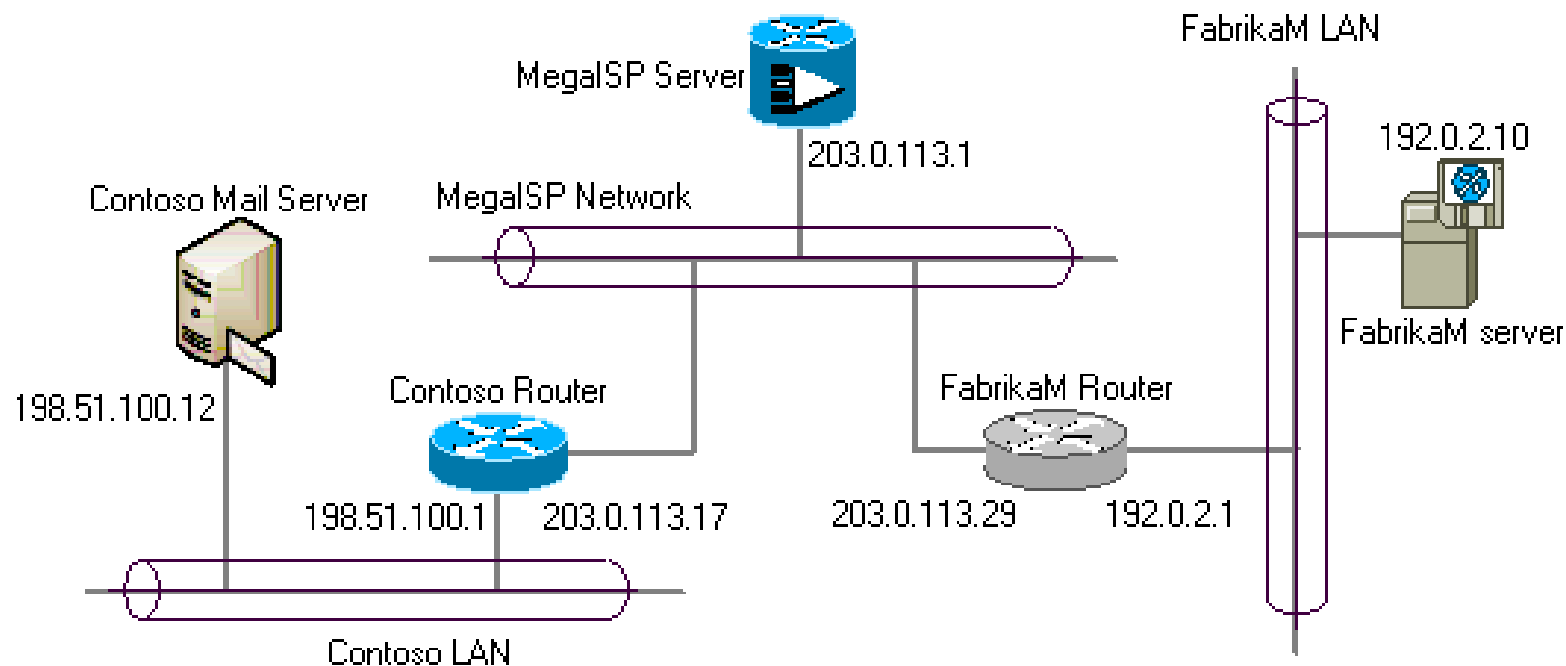 FabrikaM LAN
MegaISP Server
192.0.2.10
203.0.113.1
Contoso Mail Server
MegaISP Network
FabrikaM server
198.51.100.12
Contoso Router
FabrikaM Router
198.51.100.1
203.0.113.17
203.0.113.29
192.0.2.1
Contoso LAN